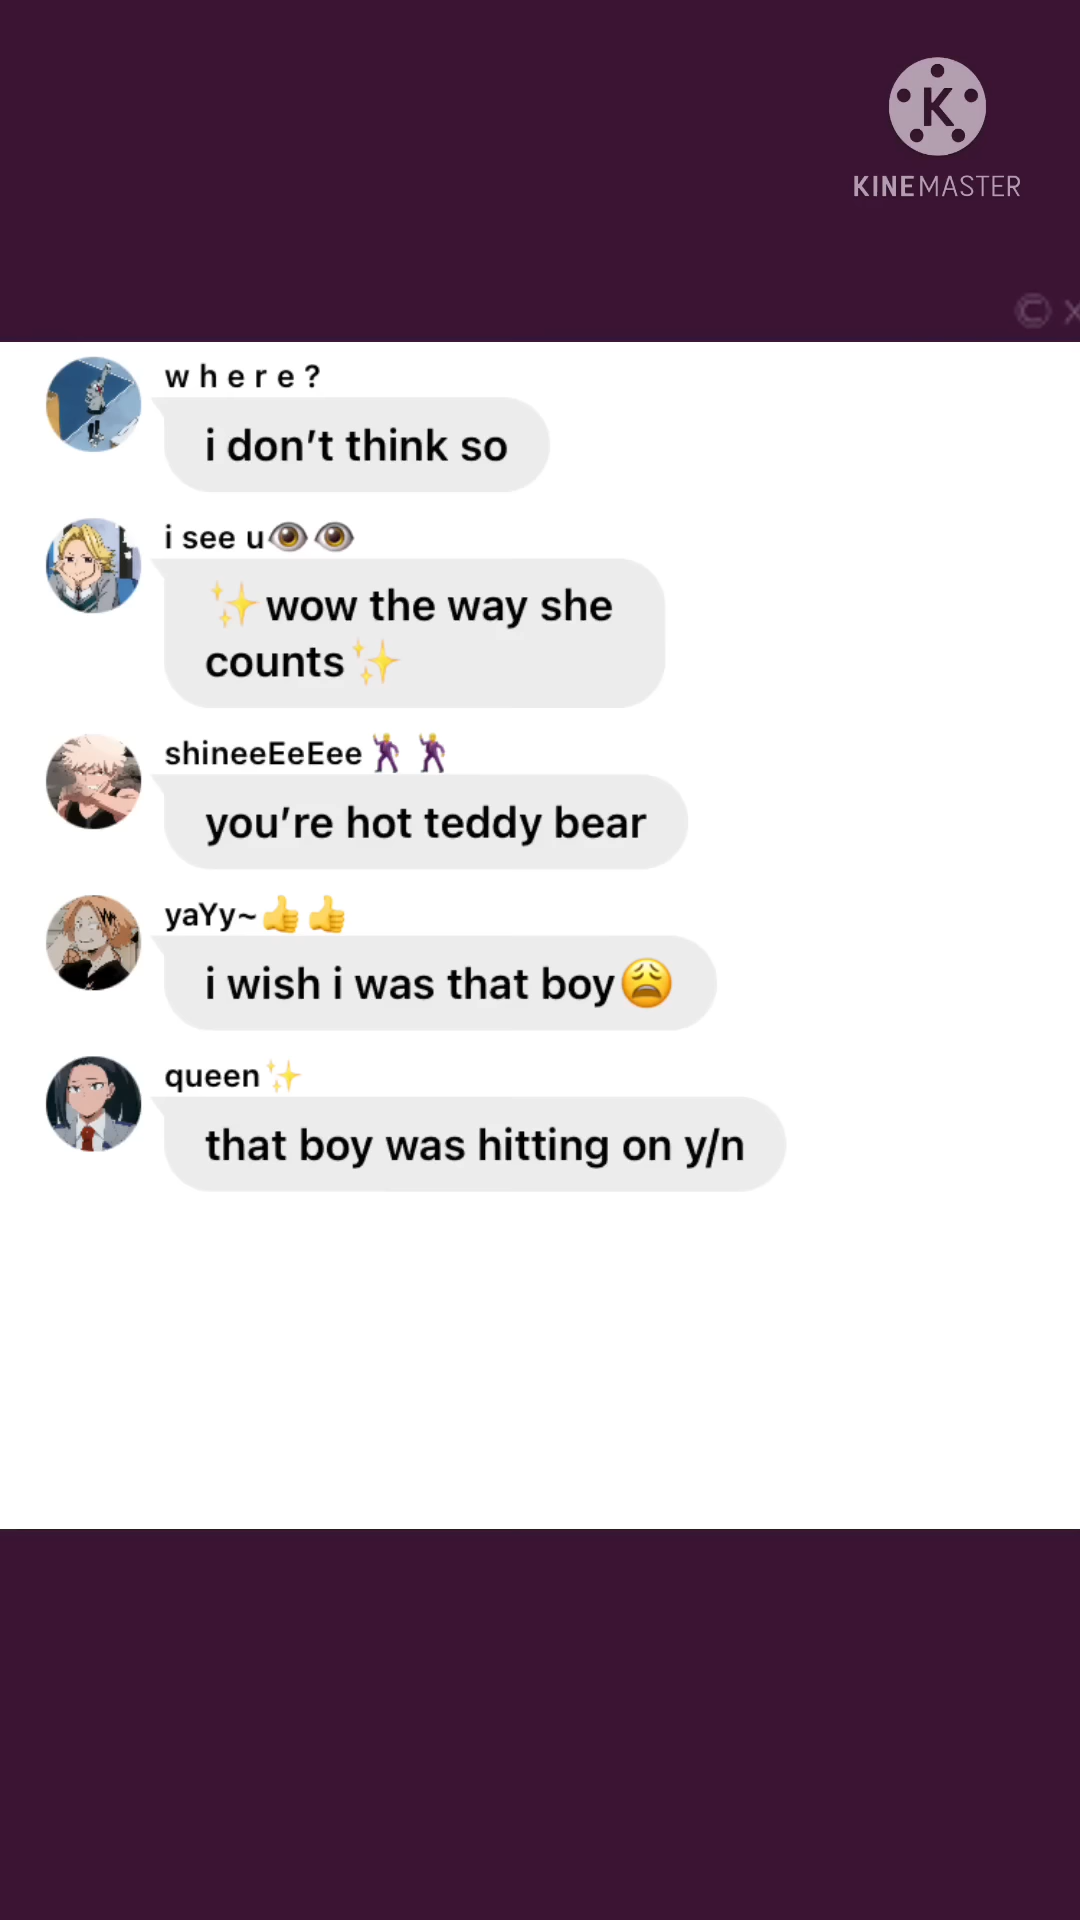 K
KINEMASTER
©
w h e r e ?
i don’t think so
i see u👁️👁️
✨wow the way she
counts✨
shineeEeEee🕺🕺
you’re hot teddy bear
yaYy~👍👍
i wish i was that boy😩
queen✨
that boy was hitting on y/n